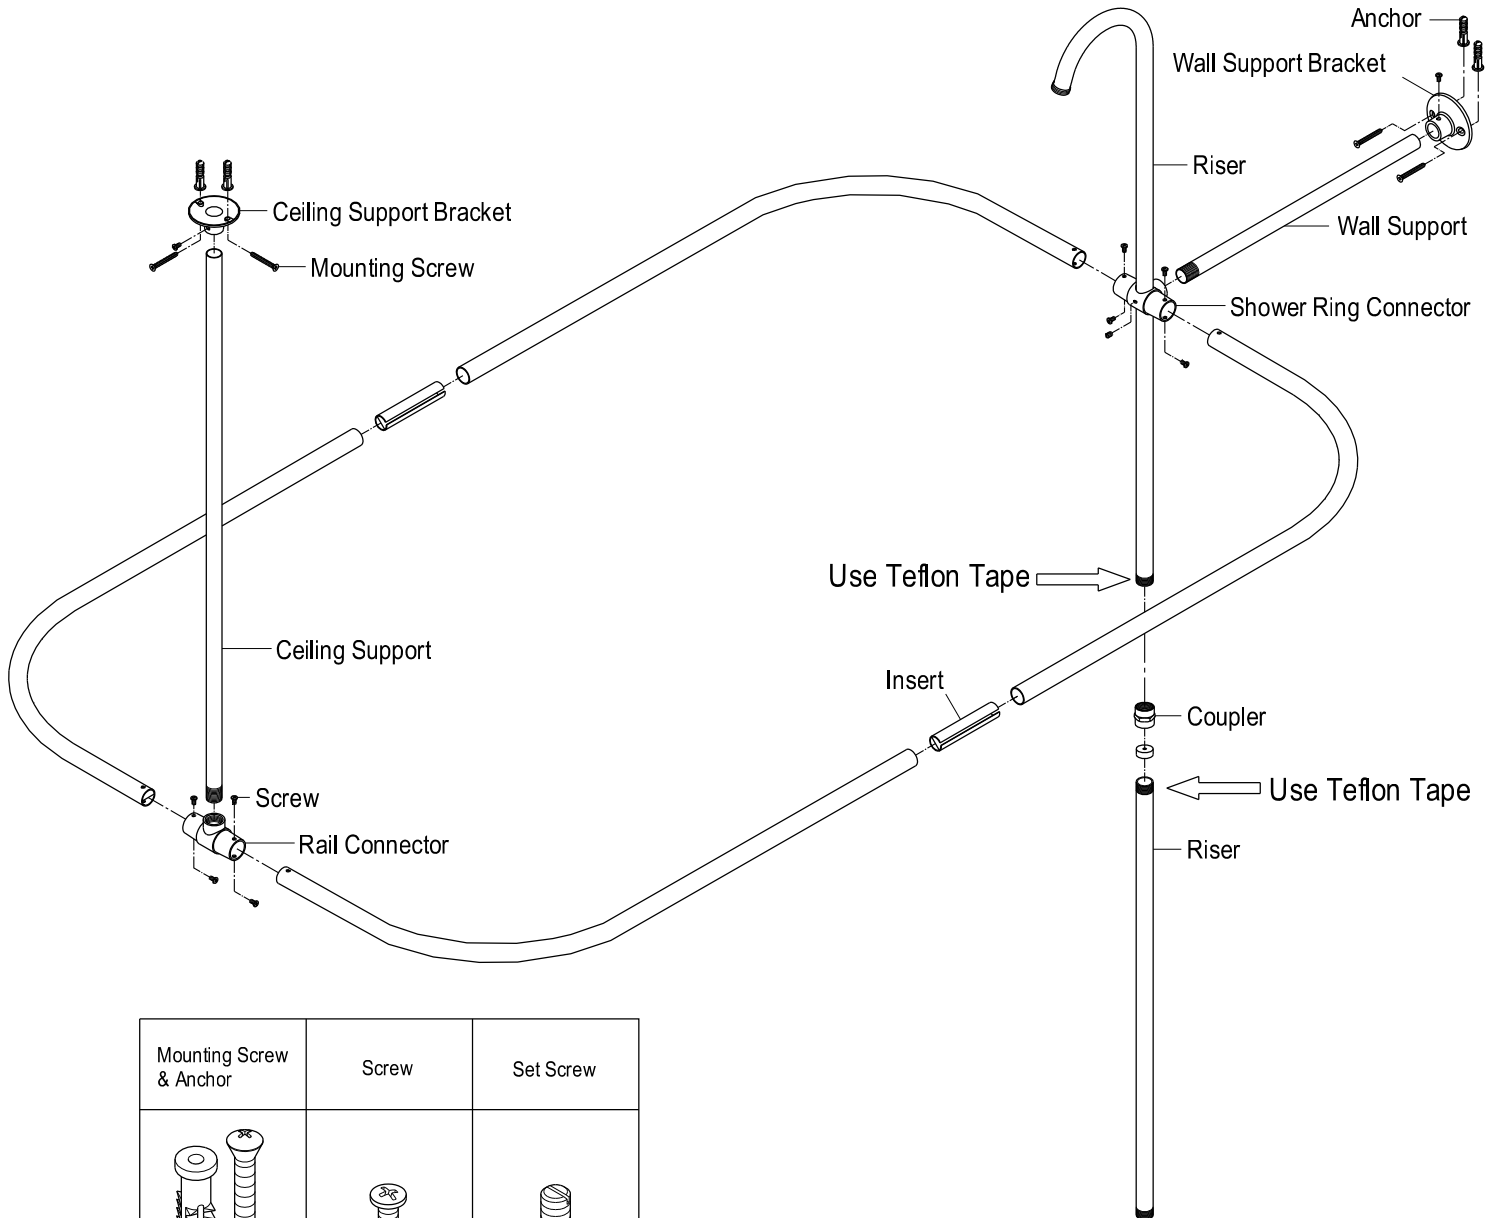 Anchor
Wall Support Bracket
Riser
Ceiling Support Bracket
Wall Support
Mounting Screw
Shower Ring Connector
Use Teflon Tape
Ceiling Support
Insert
Coupler
Screw
Use Teflon Tape
Rail Connector
Riser
Mounting Screw
& Anchor
Screw
Set Screw